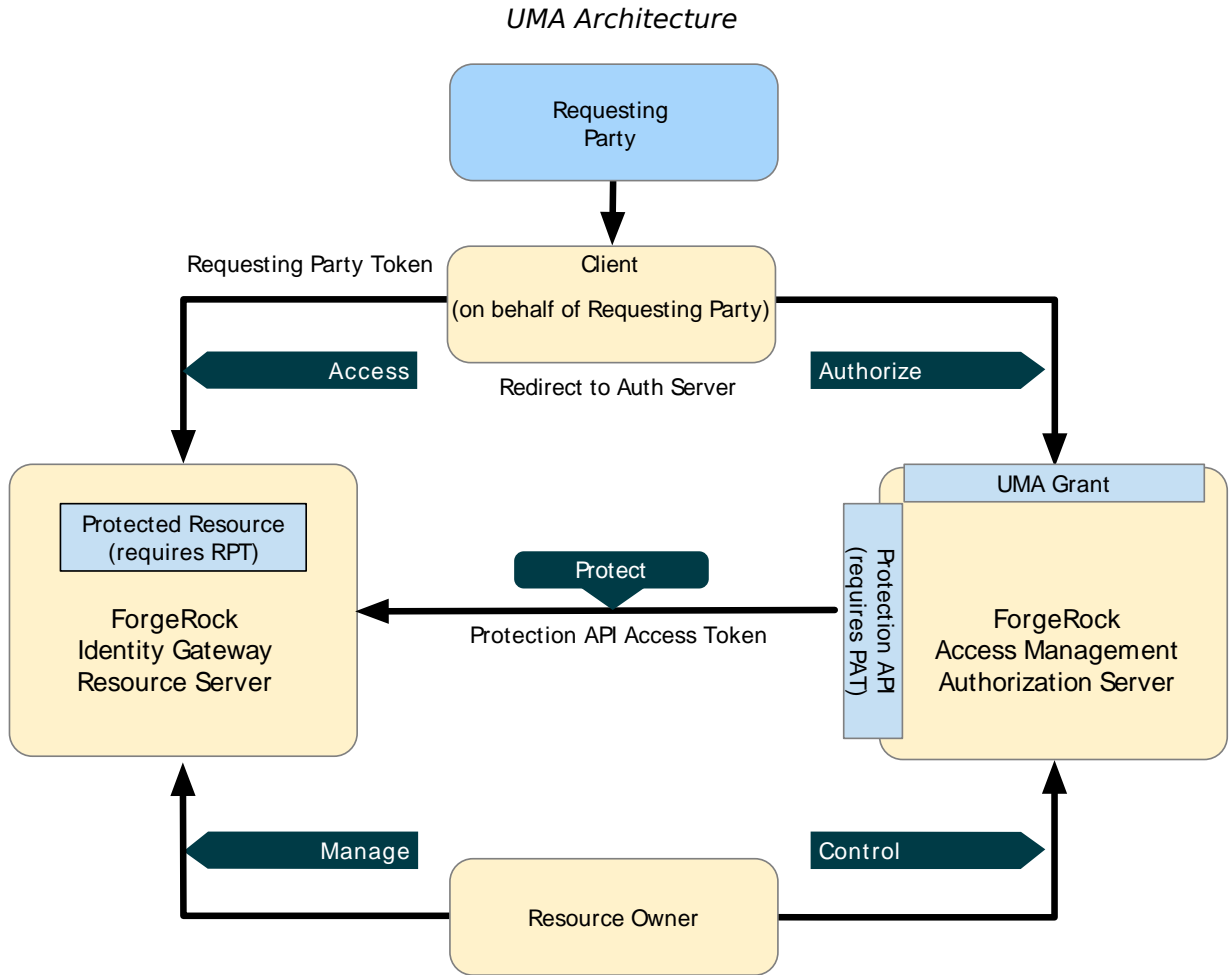 UMA Architecture
Requesting
Party
Requesting Party Token
Client
(on behalf of Requesting Party)
Access
Authorize
Redirect to Auth Server
UMA Grant
Protected Resource
(requires RPT)
Protect
Protection API
(requires PAT)
ForgeRock
Identity Gateway
Resource Server
Protection API Access Token
ForgeRock
Access Management
Authorization Server
Manage
Control
Resource Owner